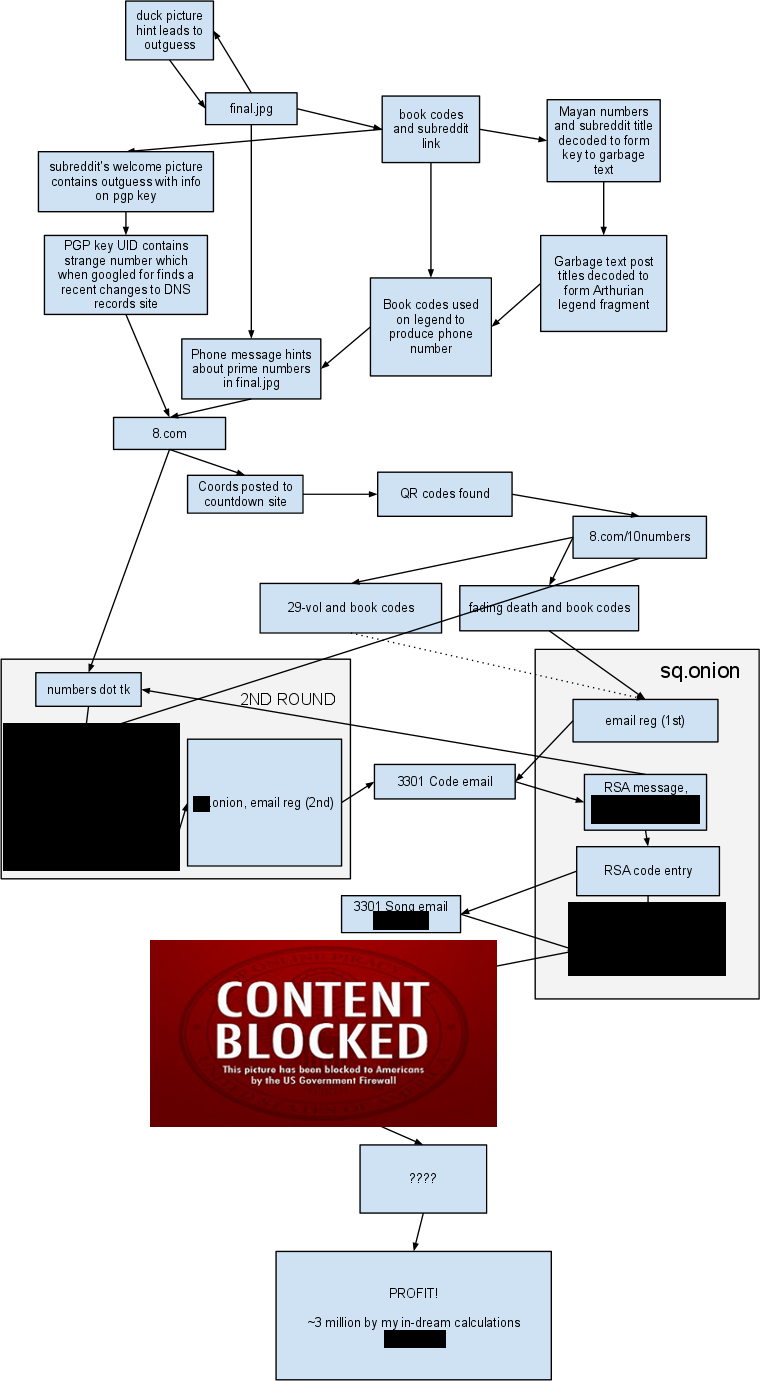 duck picture
hint leads to
outguess
final.jpg
book codes
and subreddit
link
Mayan numbers
and subreddit title
decoded to form
key to garbage
text
subreddit's welcome picture
contains outguess with info
on pgp key
PGP key UID contains
strange number which
when googled for finds a
recent changes to DNS
records site
Garbage text post
titles decoded to
form Arthurian
legend fragment
Book codes used
on legend to
produce phone
number
Phone message hints
about prime numbers
in final.jpg
8.com
Coords posted to
countdown site
QR codes found
8.com/10numbers
29-vol and book codes
fading death and book codes
sq.onion
numbers dot tk
2ND ROUND
email reg (1st)
3301 Code email
RSA message,
.onion, email reg (2nd)
RSA code entry
3301 Song email
CONTENT
BLOCKED
This picture has been blocked to Americans
by the US Government Firewall
????
PROFIT!
~3 million by my in-dream calculations